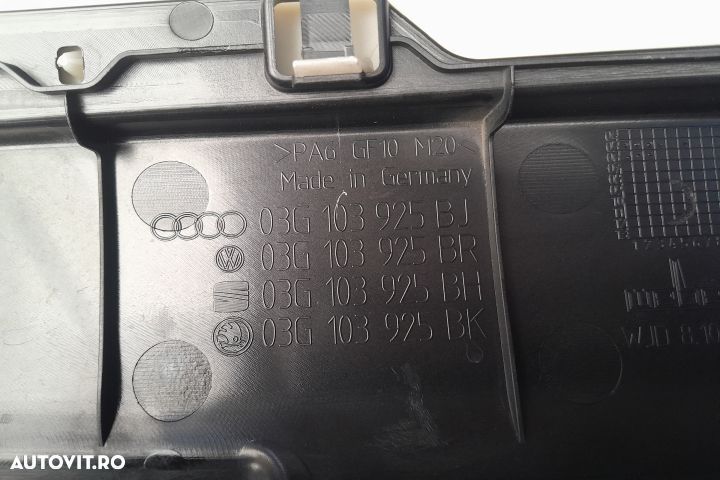 >PA6 GF10 M20<
Made in Germany
03G 103 925 BJ
03G 103 925 BR
03G 103 925 BH
03G 103 925 BK
AUTOVIT.RO